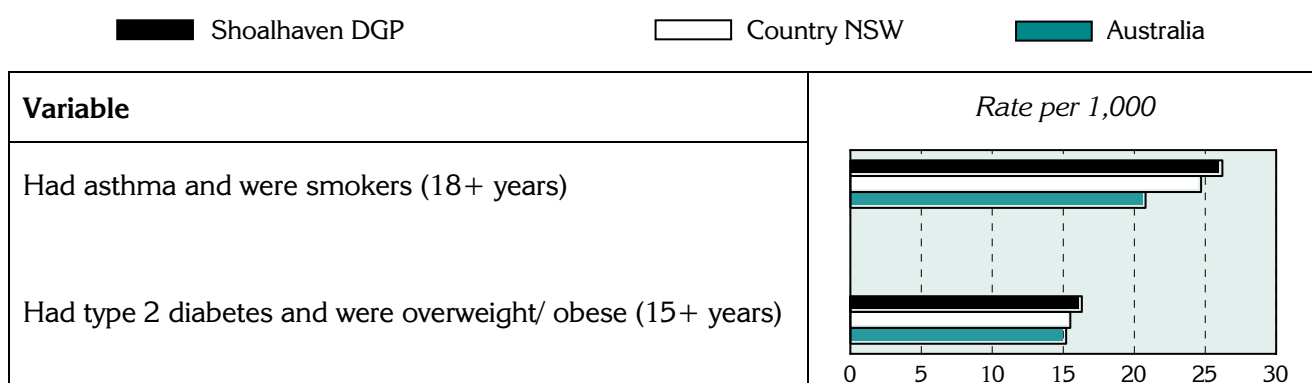 Shoalhaven DGP Country NSW Australia
Variable Rate per 1,000
Had asthma and were smokers (18+ years)
Had type 2 diabetes and were overweight/ obese (15+ years)
0 5 10 15 20 25 30